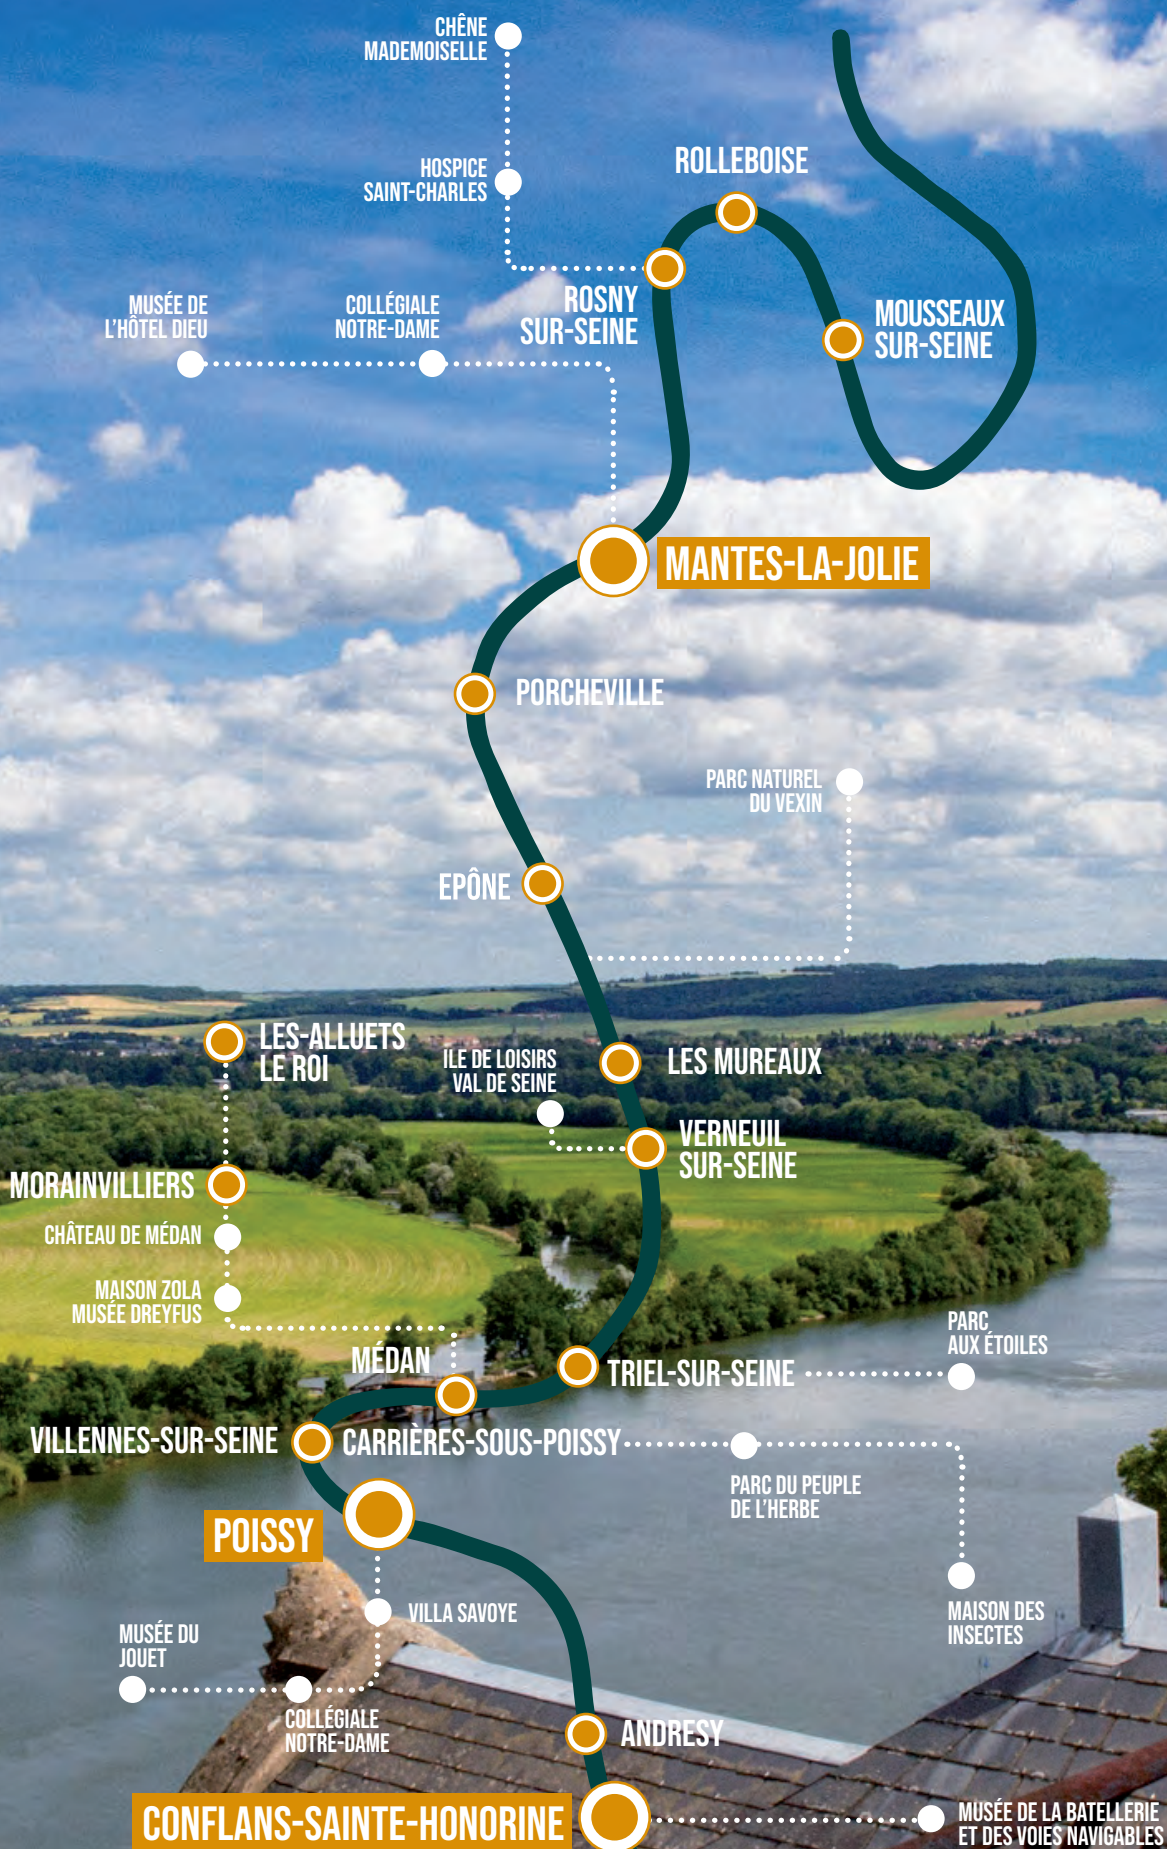 CHÊNE
MADEMOISELLE
ROLLEBOISE
HOSPICE
SAINT-CHARLES
ROSNY
SUR-SEINE
MUSÉE DE
L'HÔTEL DIEU
COLLÉGIALE
NOTRE-DAME
MOUSSEAUX
SUR-SEINE
MANTES-LA-JOLIE
PORCHEVILLE
PARC NATUREL
DU VEXIN
EPÔNE
LES-ALLUETS
LE ROI
ILE DE LOISIRS
VAL DE SEINE
LES MUREAUX
VERNEUIL
SUR-SEINE
MORAINVILLIERS
CHÂTEAU DE MÉDAN
MAISON ZOLA
MUSÉE DREYFUS
PARC
AUX ÉTOILES
MÉDAN
TRIEL-SUR-SEINE
VILLENNES-SUR-SEINE
CARRIÈRES-SOUS-POISSY
PARC DU PEUPLE
DE L'HERBE
POISSY
VILLA SAVOYE
MAISON DES
INSECTES
MUSÉE DU
JOUET
COLLÉGIALE
NOTRE-DAME
ANDRESY
CONFLANS-SAINTE-HONORINE
MUSÉE DE LA BATELLERIE
ET DES VOIES NAVIGABLES